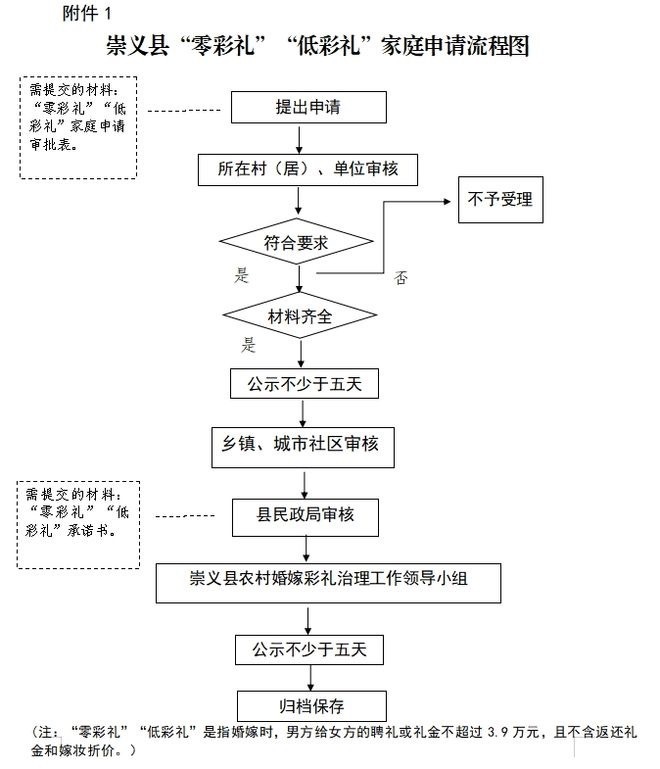 附件 1
崇义县“零彩礼”“低彩礼”家庭申请流程图
需提交的材料：
“零彩礼”“低
彩礼”家庭申请
审批表。
提出申请
所在村（居）、单位审核
不予受理
符合要求
是
否
材料齐全
是
公示不少于五天
乡镇、城市社区审核
需提交的材料：
“零彩礼”“低
彩礼”承诺书。
县民政局审核
崇义县农村婚嫁彩礼治理工作领导小组
公示不少于五天
归档保存
（注：“零彩礼”“低彩礼”是指婚嫁时，男方给女方的聘礼或礼金不超过 3.9 万元，且不含返还礼
金和嫁妆折价。）